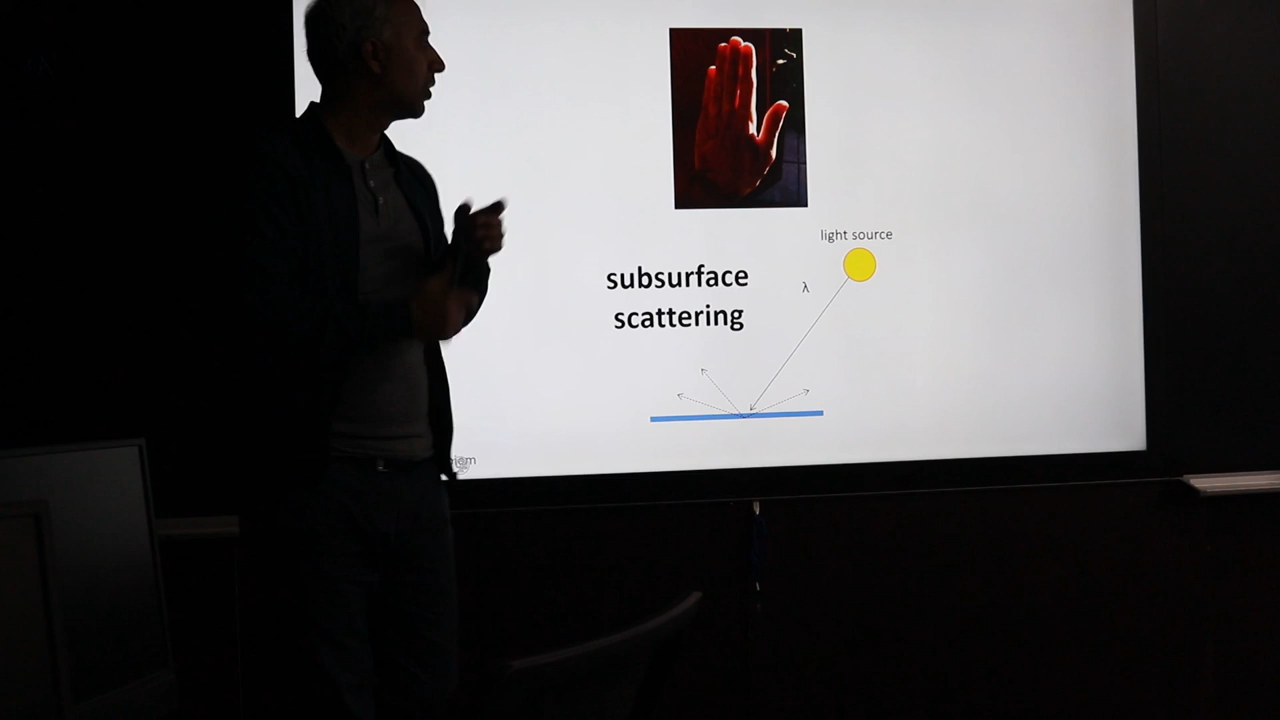 light source
subsurface
λ
scattering